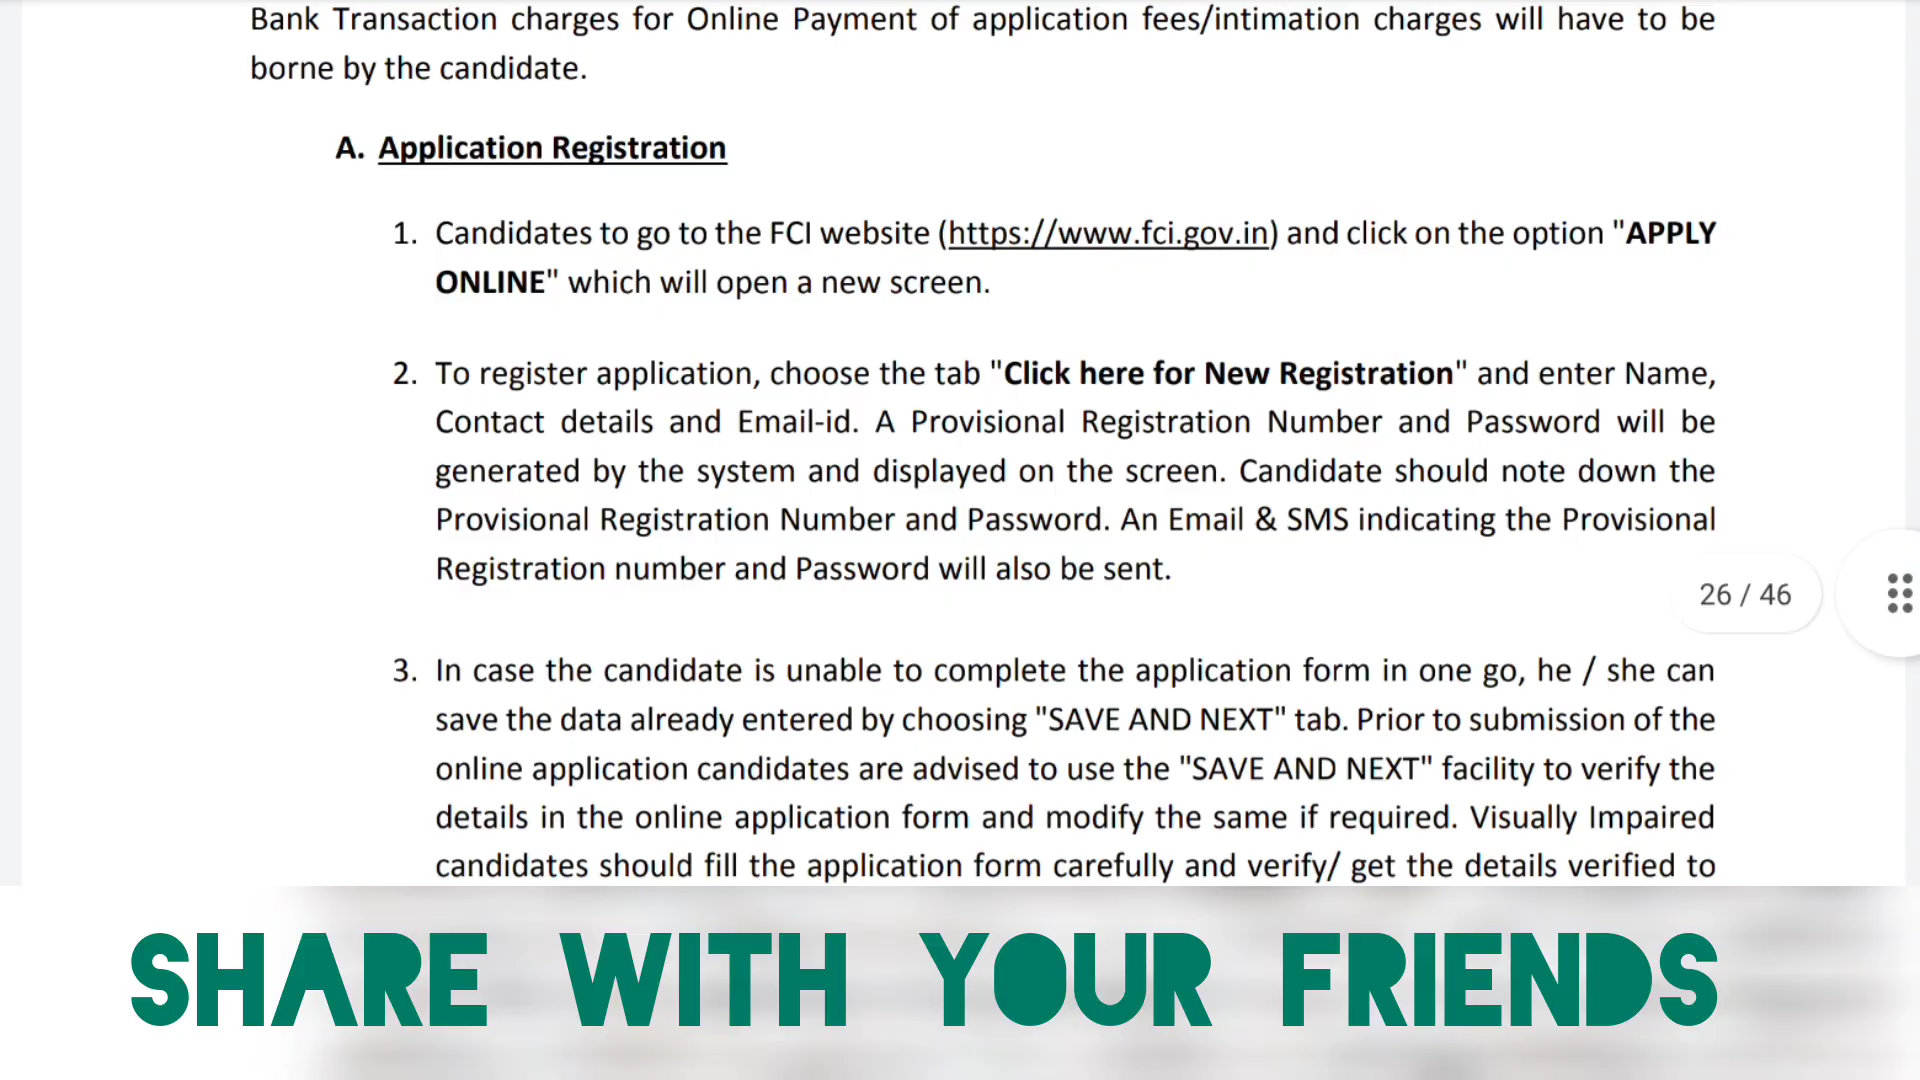 Bank Transaction charges for Online Payment of application fees/intimation charges will have to be
borne by the candidate.
A. Application Registration
1. Candidates to go to the FCI website (https://www.fci.gov.in) and click on the option "APPLY
ONLINE" which will open a new screen.
2. To register application, choose the tab "Click here for New Registration" and enter Name,
Contact details and Email-id. A Provisional Registration Number and Password will be
generated by the system and displayed on the screen. Candidate should note down the
Provisional Registration Number and Password. An Email & SMS indicating the Provisional
Registration number and Password will also be sent.
26 / 46
3. In case the candidate is unable to complete the application form in one go, he / she can
save the data already entered by choosing "SAVE AND NEXT" tab. Prior to submission of the
online application candidates are advised to use the "SAVE AND NEXT" facility to verify the
details in the online application form and modify the same if required. Visually Impaired
candidates should fill the application form carefully and verify/ get the details verified to
SHARE WITH YOUR FRIENDS